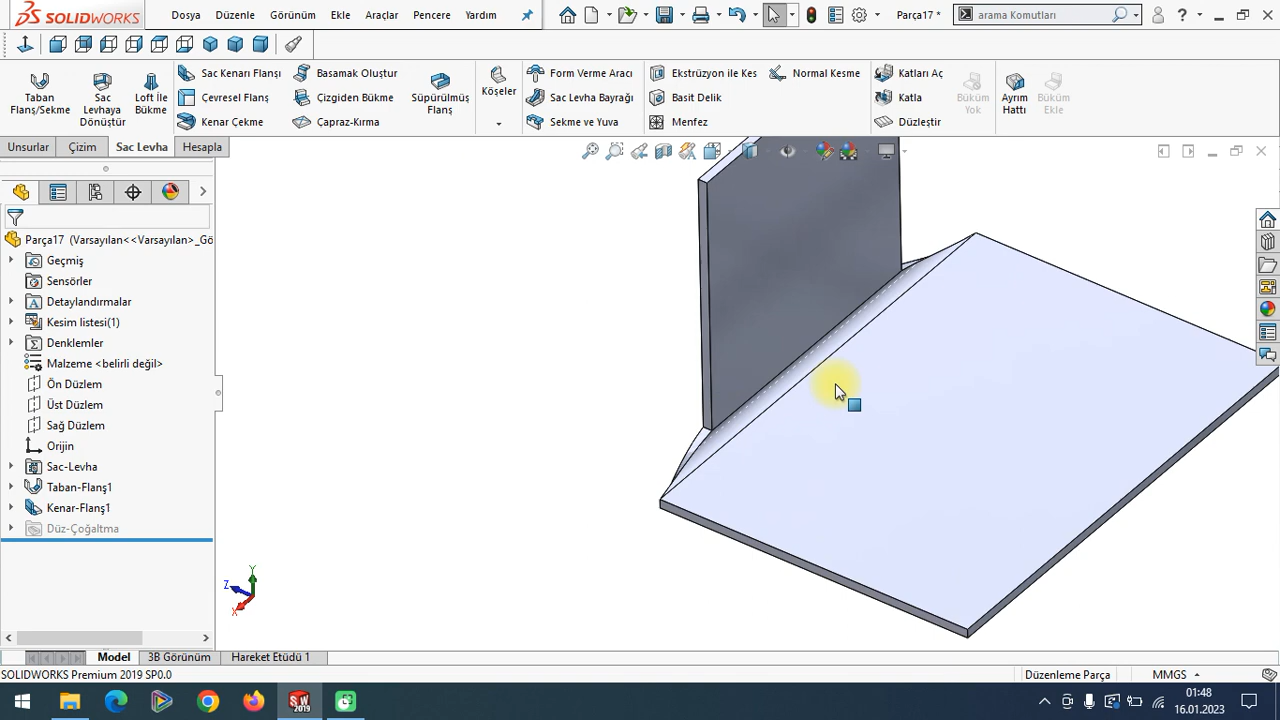 SOLIDWORKS
Dosya
Düzenle
Görünüm
Ekle
Araçlar
Pencere
Yardım
Parça17 *
arama Komutları
?
Taban
Flanş/Sekme
Sac
Levhaya
Dönüştür
Loft İle
Bükme
Sac Kenarı Flanşı
Çevresel Flanş
Kenar Çekme
Basamak Oluştur
Çizgiden Bükme
Çaprazkırma
Süpürülmüş
Flanş
Köşeler
Form Verme Aracı
Sac Levha Bayrağı
Sekme ve Yuva
Ekstrüzyon ile Kes
Basit Delik
Menfez
Normal Kesme
Katları Aç
Katla
Düzleştir
Büküm
Yok
Ayrım
Hattı
Büküm
Ekle
Unsurlar
Çizim
Sac Levha
Hesapla
Parça17 (Varsayılan<<Varsayılan>_Gö
Geçmiş
Sensörler
Detaylandırmalar
Kesim listesi(1)
Denklemler
Malzeme <belirli değil>
Ön Düzlem
Üst Düzlem
Sağ Düzlem
Orijin
Sac-Levha
Taban-Flanş1
Kenar-Flanş1
Düz-Çoğaltma
Y
Z
X
Model
3B Görünüm
Hareket Etüdü 1
SOLIDWORKS Premium 2019 SP0.0
Düzenleme Parça
MMGS
SW
2019
01:48
16.01.2023